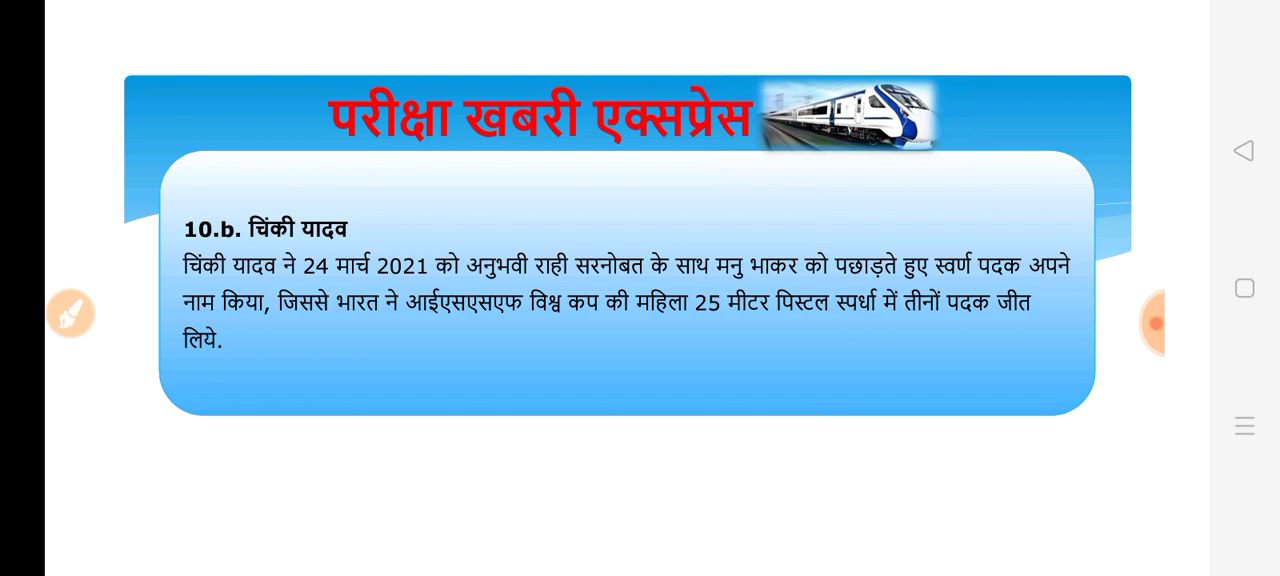 परीक्षा खबरी एक्सप्रेस
10.b. चिंकी यादव
चिंकी यादव ने 24 मार्च 2021 को अनुभवी राही सरनोबत के साथ मनु भाकर को पछाड़ते हुए स्वर्ण पदक अपने
नाम किया, जिससे भारत ने आईएसएसएफ विश्व कप की महिला 25 मीटर पिस्टल स्पर्धा में तीनों पदक जीत
लिये.